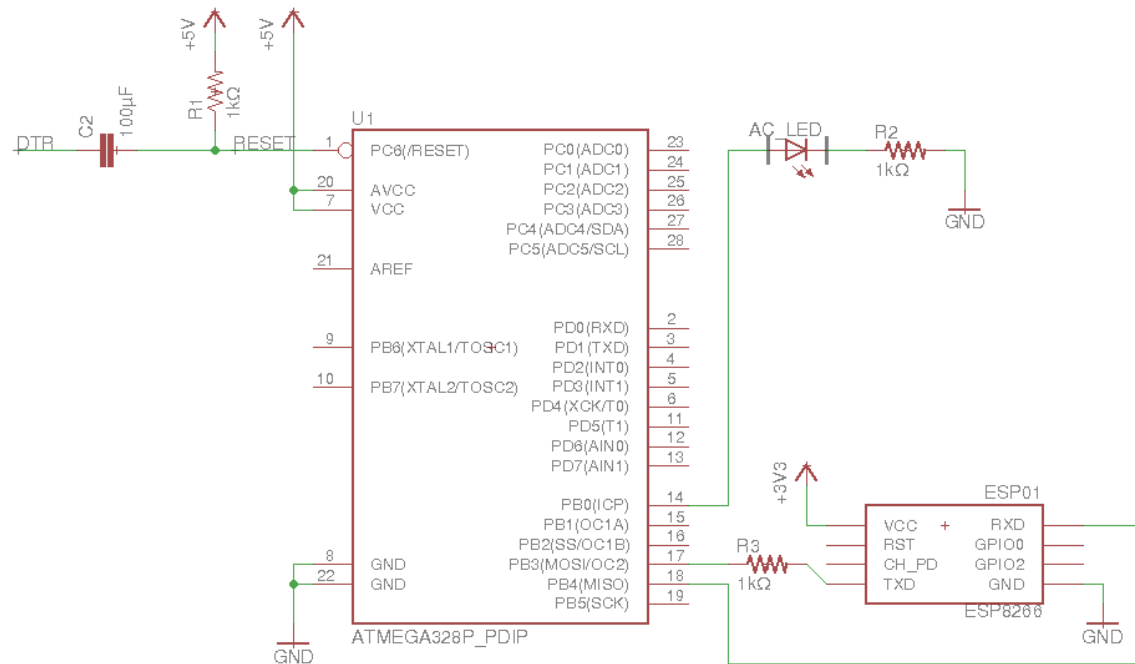 +5V
+5V
DTR
C2
100µF
R1
1kΩ
RESET
U1
1
PC6(/RESET)
20
AVCC
7
VCC
21
AREF
9
PB6(XTAL1/TOSC1)
10
PB7(XTAL2/TOSC2)
8
GND
22
GND
GND
PC0(ADC0)
23
PC1(ADC1)
24
PC2(ADC2)
25
PC3(ADC3)
26
PC4(ADC4/SDA)
27
PC5(ADC5/SCL)
28
PD0(RXD)
2
PD1(TXD)
3
PD2(INT0)
4
PD3(INT1)
5
PD4(XCK/T0)
6
PD5(T1)
11
PD6(AIN0)
12
PD7(AIN1)
13
PB0(ICP)
14
PB1(OC1A)
15
PB2(SS/OC1B)
16
PB3(MOSI/OC2)
17
PB4(MISO)
18
PB5(SCK)
19
ATMEGA328P_PDIP
AC_LED
R2
1kΩ
GND
R3
1kΩ
+3V3
ESP01
VCC
RXD
RST
GPIO0
CH_PD
GPIO2
TXD
GND
ESP8266
GND